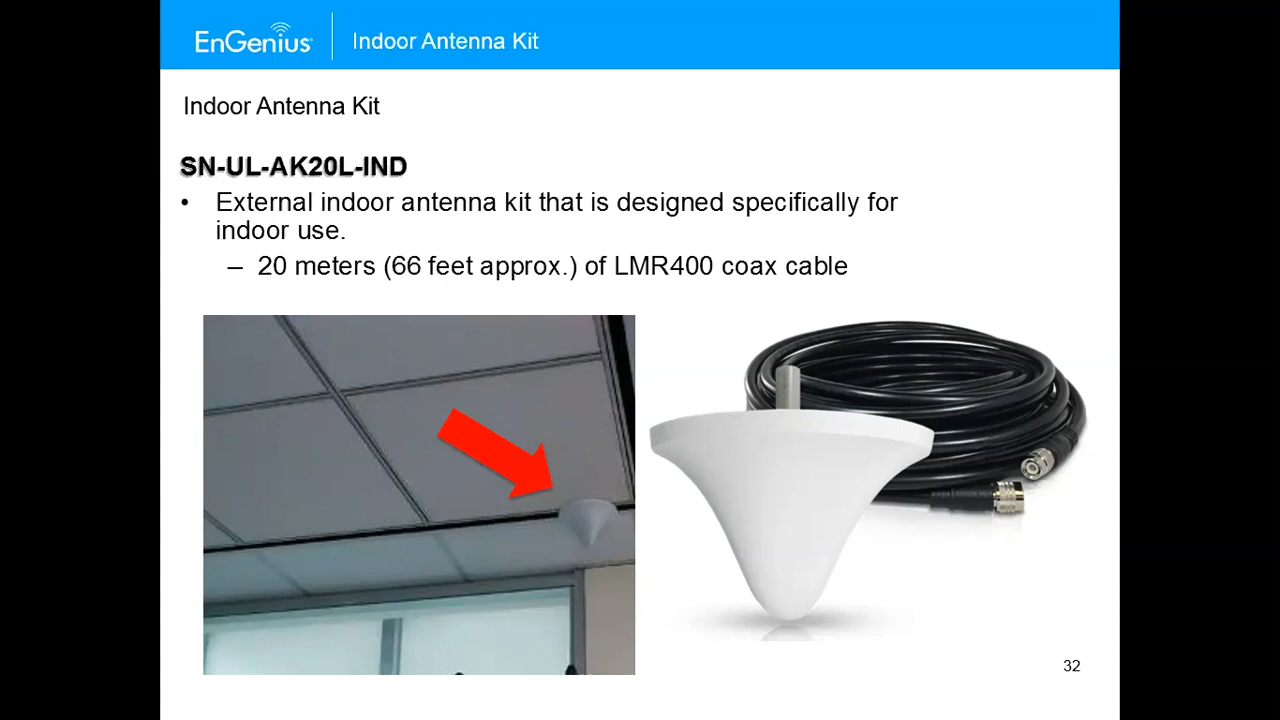 EnGenius
Indoor Antenna Kit
Indoor Antenna Kit
SN-UL-AK20L-IND
• External indoor antenna kit that is designed specifically for
indoor use.
– 20 meters (66 feet approx.) of LMR400 coax cable
32